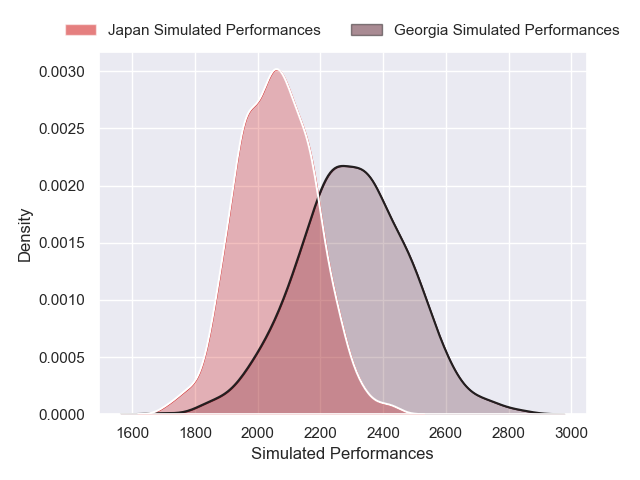 Japan Simulated Performances Georgia Simulated Performances
0.0030
0.0025
0.0020
0.0015
0.0010
0.0005
0.0000
Density
1600 1800 2000 2200 2400 2600 2800 3000
Simulated Performances